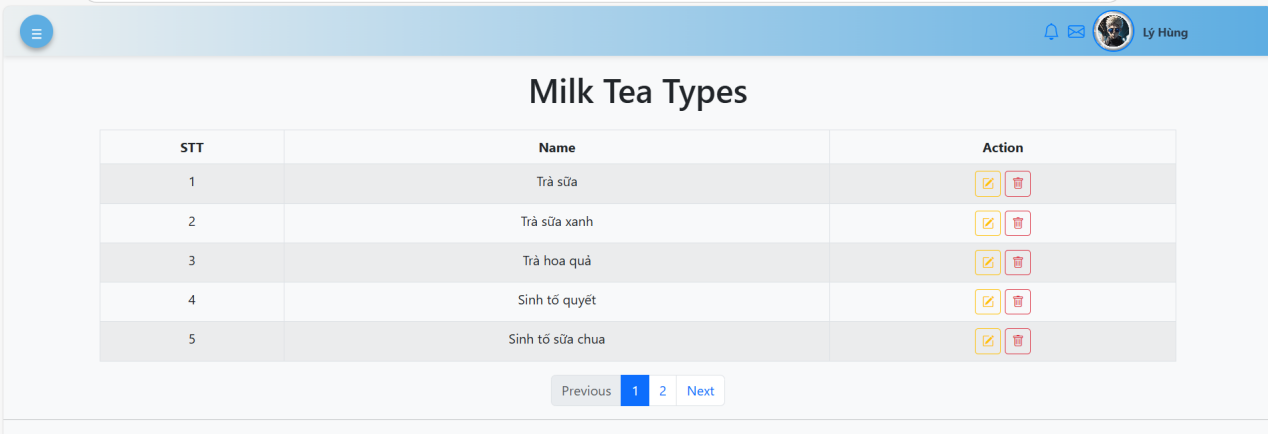 Lý Hùng
Milk Tea Types
STT Name Action
1 Trà sữa
2 Trà sữa xanh
3 Trà hoa quả
4 Sinh tố quyết
5 Sinh tố sữa chua
Previous 1 2 Next